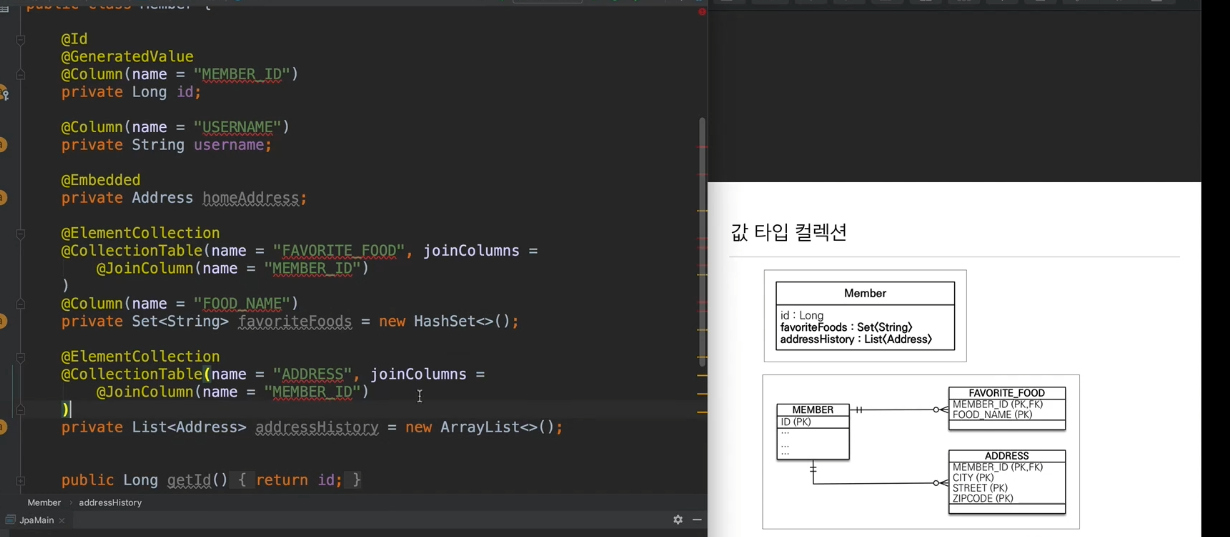 public class Member {
@Id
@GeneratedValue
@Column(name = "MEMBER_ID")
private Long id;
@Column(name = "USERNAME")
private String username;
@Embedded
private Address homeAddress;
@ElementCollection
@CollectionTable(name = "FAVORITE_FOOD", joinColumns =
@JoinColumn(name = "MEMBER_ID")
)
@Column(name = "FOOD_NAME")
private Set<String> favoriteFoods = new HashSet<>();
@ElementCollection
@CollectionTable(name = "ADDRESS", joinColumns =
@JoinColumn(name = "MEMBER_ID")
)
private List<Address> addressHistory = new ArrayList<>();
public Long getId() { return id; }
Member › addressHistory
JpaMain ×
값 타입 컬렉션
Member
id : Long
favoriteFoods : Set<String>
addressHistory : List<Address>
MEMBER
ID (PK)
...
...
...
FAVORITE_FOOD
MEMBER_ID (PK,FK)
FOOD_NAME (PK)
ADDRESS
MEMBER_ID (PK,FK)
CITY (PK)
STREET (PK)
ZIPCODE (PK)